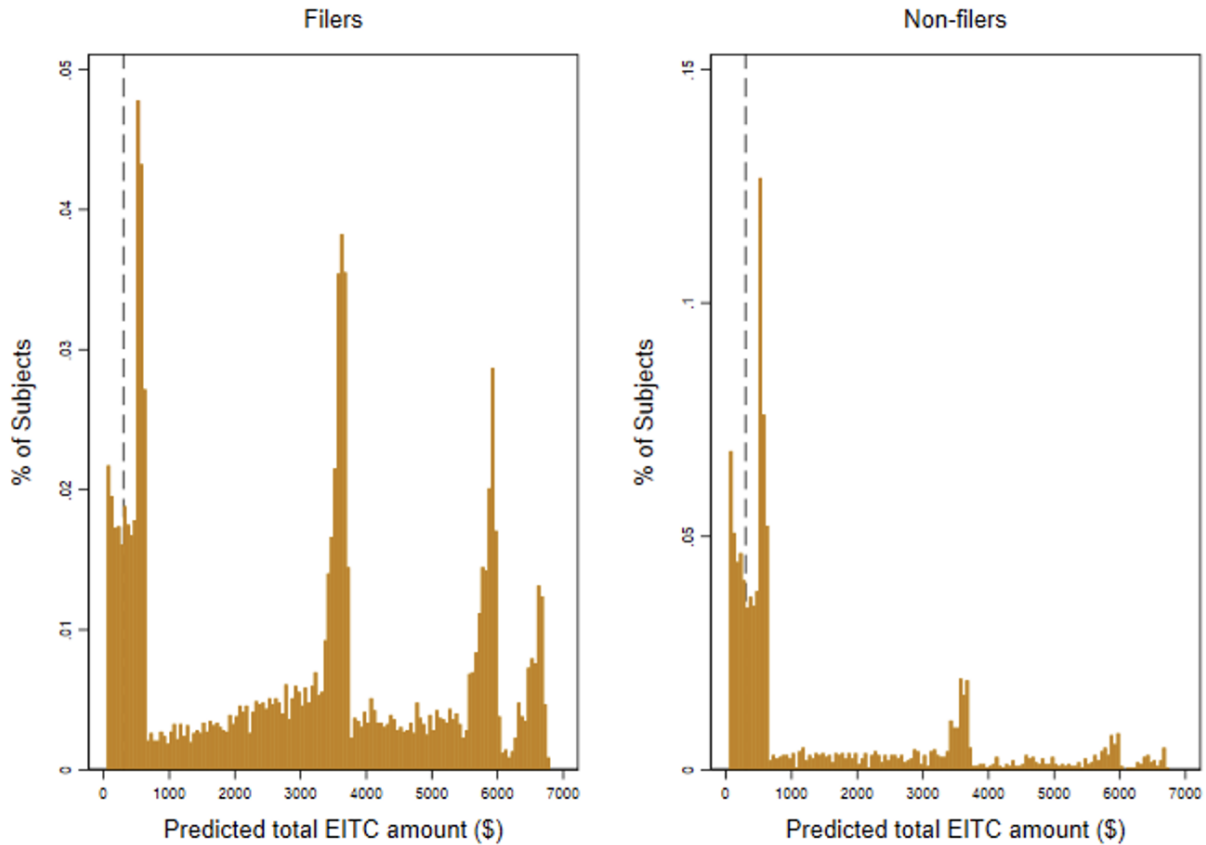 Filers
.05
.04
.03
.02
.01
0
% of Subjects
0 1000 2000 3000 4000 5000 6000 7000
Predicted total EITC amount ($)
Non-filers
.15
.1
.05
0
% of Subjects
0 1000 2000 3000 4000 5000 6000 7000
Predicted total EITC amount ($)